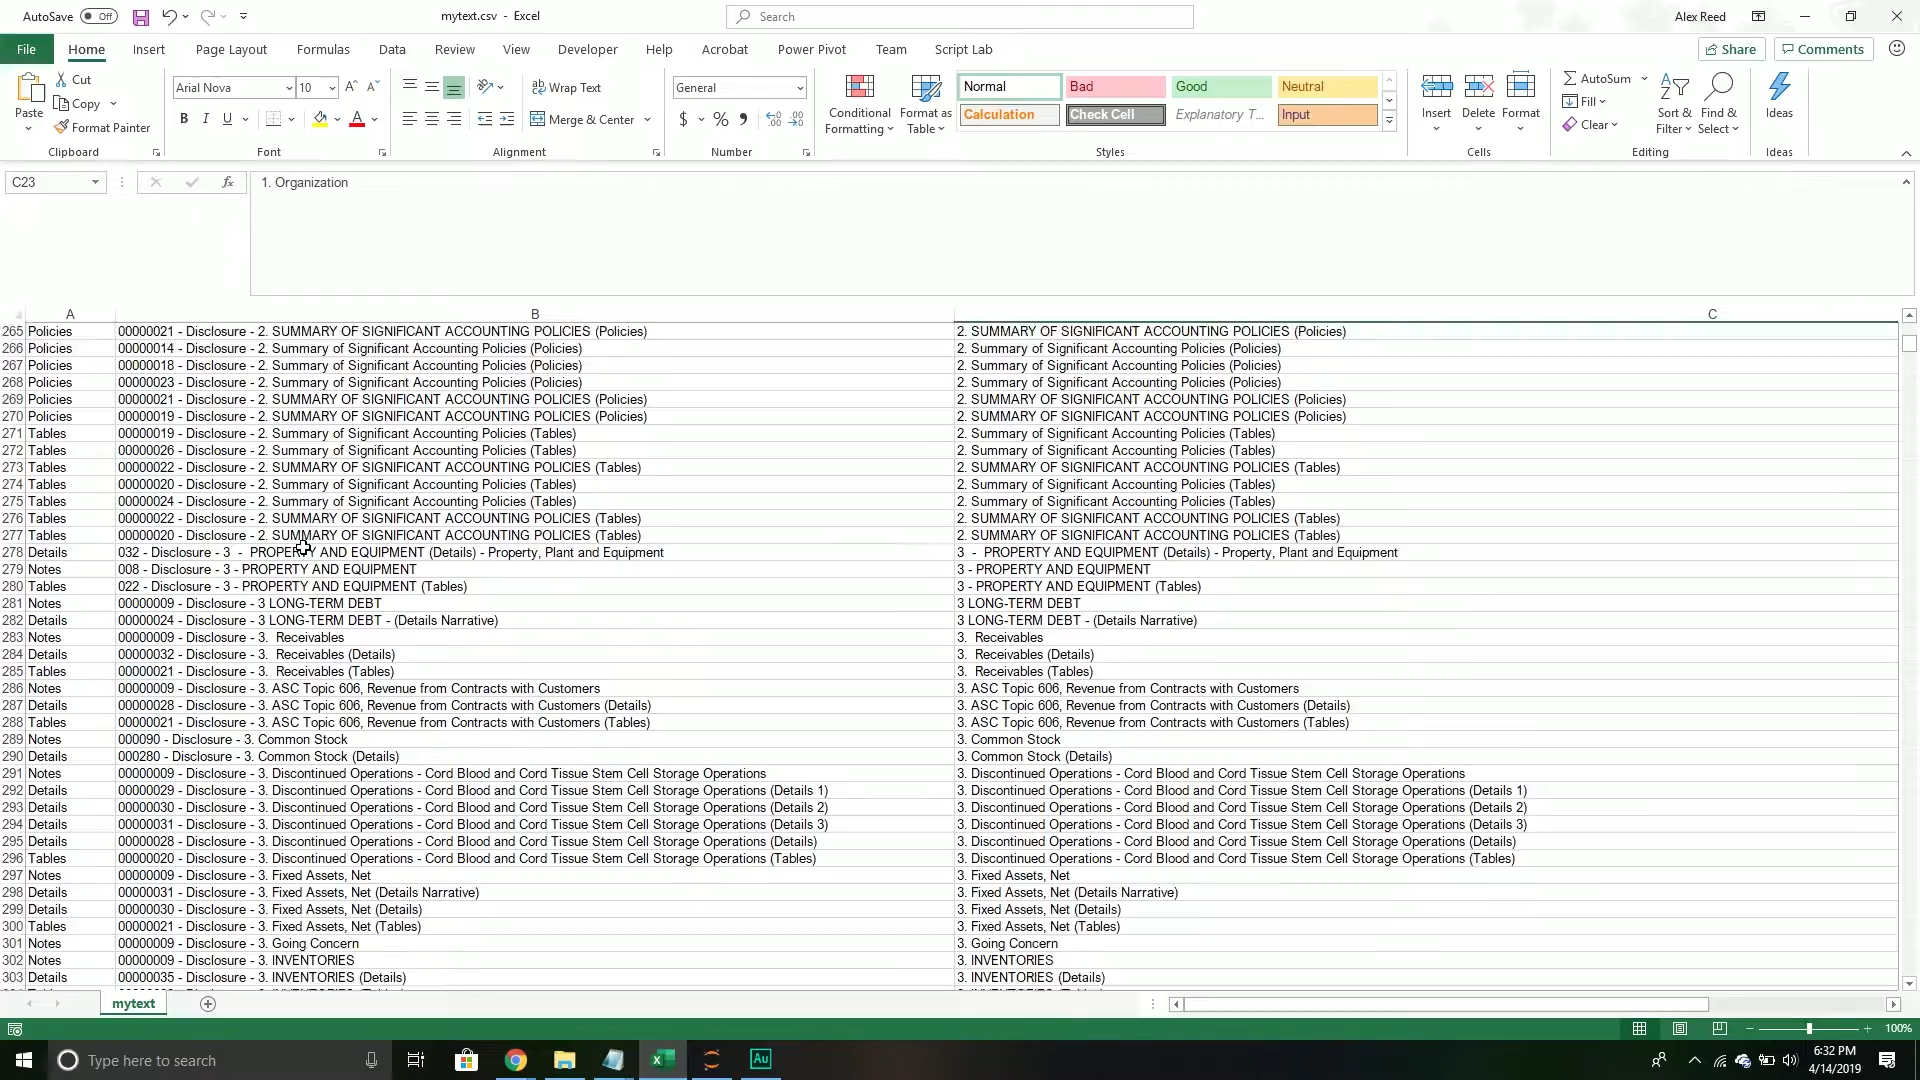 AutoSave Off
mytext.csv - Excel
Search
Alex Reed
File Home Insert Page Layout Formulas Data Review View Developer Help Acrobat Power Pivot Team Script Lab
Share Comments
Paste
Cut
Copy
Format Painter
Clipboard
Arial Nova 10
B I U
Font
Wrap Text
Merge & Center
Alignment
General
$ % ,
Number
Conditional Formatting
Format as Table
Normal Bad Good Neutral
Calculation Check Cell Explanatory T... Input
Styles
Insert Delete Format
Cells
AutoSum
Fill
Clear
Sort & Filter
Find & Select
Editing
Ideas
Ideas
C23 fx 1. Organization
A B C
265 Policies 00000021 - Disclosure - 2. SUMMARY OF SIGNIFICANT ACCOUNTING POLICIES (Policies) 2. SUMMARY OF SIGNIFICANT ACCOUNTING POLICIES (Policies)
266 Policies 00000014 - Disclosure - 2. Summary of Significant Accounting Policies (Policies) 2. Summary of Significant Accounting Policies (Policies)
267 Policies 00000018 - Disclosure - 2. Summary of Significant Accounting Policies (Policies) 2. Summary of Significant Accounting Policies (Policies)
268 Policies 00000023 - Disclosure - 2. Summary of Significant Accounting Policies (Policies) 2. Summary of Significant Accounting Policies (Policies)
269 Policies 00000021 - Disclosure - 2. SUMMARY OF SIGNIFICANT ACCOUNTING POLICIES (Policies) 2. SUMMARY OF SIGNIFICANT ACCOUNTING POLICIES (Policies)
270 Policies 00000019 - Disclosure - 2. SUMMARY OF SIGNIFICANT ACCOUNTING POLICIES (Policies) 2. SUMMARY OF SIGNIFICANT ACCOUNTING POLICIES (Policies)
271 Tables 00000019 - Disclosure - 2. Summary of Significant Accounting Policies (Tables) 2. Summary of Significant Accounting Policies (Tables)
272 Tables 00000026 - Disclosure - 2. Summary of Significant Accounting Policies (Tables) 2. Summary of Significant Accounting Policies (Tables)
273 Tables 00000022 - Disclosure - 2. SUMMARY OF SIGNIFICANT ACCOUNTING POLICIES (Tables) 2. SUMMARY OF SIGNIFICANT ACCOUNTING POLICIES (Tables)
274 Tables 00000020 - Disclosure - 2. Summary of Significant Accounting Policies (Tables) 2. Summary of Significant Accounting Policies (Tables)
275 Tables 00000024 - Disclosure - 2. Summary of Significant Accounting Policies (Tables) 2. Summary of Significant Accounting Policies (Tables)
276 Tables 00000022 - Disclosure - 2. SUMMARY OF SIGNIFICANT ACCOUNTING POLICIES (Tables) 2. SUMMARY OF SIGNIFICANT ACCOUNTING POLICIES (Tables)
277 Tables 00000020 - Disclosure - 2. SUMMARY OF SIGNIFICANT ACCOUNTING POLICIES (Tables) 2. SUMMARY OF SIGNIFICANT ACCOUNTING POLICIES (Tables)
278 Details 032 - Disclosure - 3 - PROPERTY AND EQUIPMENT (Details) - Property, Plant and Equipment 3 - PROPERTY AND EQUIPMENT (Details) - Property, Plant and Equipment
279 Notes 008 - Disclosure - 3 - PROPERTY AND EQUIPMENT 3 - PROPERTY AND EQUIPMENT
280 Tables 022 - Disclosure - 3 - PROPERTY AND EQUIPMENT (Tables) 3 - PROPERTY AND EQUIPMENT (Tables)
281 Notes 00000009 - Disclosure - 3 LONG-TERM DEBT 3 LONG-TERM DEBT
282 Details 00000024 - Disclosure - 3 LONG-TERM DEBT - (Details Narrative) 3 LONG-TERM DEBT - (Details Narrative)
283 Notes 00000009 - Disclosure - 3. Receivables 3. Receivables
284 Details 00000032 - Disclosure - 3. Receivables (Details) 3. Receivables (Details)
285 Tables 00000021 - Disclosure - 3. Receivables (Tables) 3. Receivables (Tables)
286 Notes 00000009 - Disclosure - 3. ASC Topic 606, Revenue from Contracts with Customers 3. ASC Topic 606, Revenue from Contracts with Customers
287 Details 00000028 - Disclosure - 3. ASC Topic 606, Revenue from Contracts with Customers (Details) 3. ASC Topic 606, Revenue from Contracts with Customers (Details)
288 Tables 00000021 - Disclosure - 3. ASC Topic 606, Revenue from Contracts with Customers (Tables) 3. ASC Topic 606, Revenue from Contracts with Customers (Tables)
289 Notes 000090 - Disclosure - 3. Common Stock 3. Common Stock
290 Details 000280 - Disclosure - 3. Common Stock (Details) 3. Common Stock (Details)
291 Notes 00000009 - Disclosure - 3. Discontinued Operations - Cord Blood and Cord Tissue Stem Cell Storage Operations 3. Discontinued Operations - Cord Blood and Cord Tissue Stem Cell Storage Operations
292 Details 00000029 - Disclosure - 3. Discontinued Operations - Cord Blood and Cord Tissue Stem Cell Storage Operations (Details 1) 3. Discontinued Operations - Cord Blood and Cord Tissue Stem Cell Storage Operations (Details 1)
293 Details 00000030 - Disclosure - 3. Discontinued Operations - Cord Blood and Cord Tissue Stem Cell Storage Operations (Details 2) 3. Discontinued Operations - Cord Blood and Cord Tissue Stem Cell Storage Operations (Details 2)
294 Details 00000031 - Disclosure - 3. Discontinued Operations - Cord Blood and Cord Tissue Stem Cell Storage Operations (Details 3) 3. Discontinued Operations - Cord Blood and Cord Tissue Stem Cell Storage Operations (Details 3)
295 Details 00000028 - Disclosure - 3. Discontinued Operations - Cord Blood and Cord Tissue Stem Cell Storage Operations (Details) 3. Discontinued Operations - Cord Blood and Cord Tissue Stem Cell Storage Operations (Details)
296 Tables 00000020 - Disclosure - 3. Discontinued Operations - Cord Blood and Cord Tissue Stem Cell Storage Operations (Tables) 3. Discontinued Operations - Cord Blood and Cord Tissue Stem Cell Storage Operations (Tables)
297 Notes 00000009 - Disclosure - 3. Fixed Assets, Net 3. Fixed Assets, Net
298 Details 00000031 - Disclosure - 3. Fixed Assets, Net (Details Narrative) 3. Fixed Assets, Net (Details Narrative)
299 Details 00000030 - Disclosure - 3. Fixed Assets, Net (Details) 3. Fixed Assets, Net (Details)
300 Tables 00000021 - Disclosure - 3. Fixed Assets, Net (Tables) 3. Fixed Assets, Net (Tables)
301 Notes 00000009 - Disclosure - 3. Going Concern 3. Going Concern
302 Notes 00000009 - Disclosure - 3. INVENTORIES 3. INVENTORIES
303 Details 00000035 - Disclosure - 3. INVENTORIES (Details) 3. INVENTORIES (Details)
mytext
100%
Type here to search
Au
6:32 PM
4/14/2019